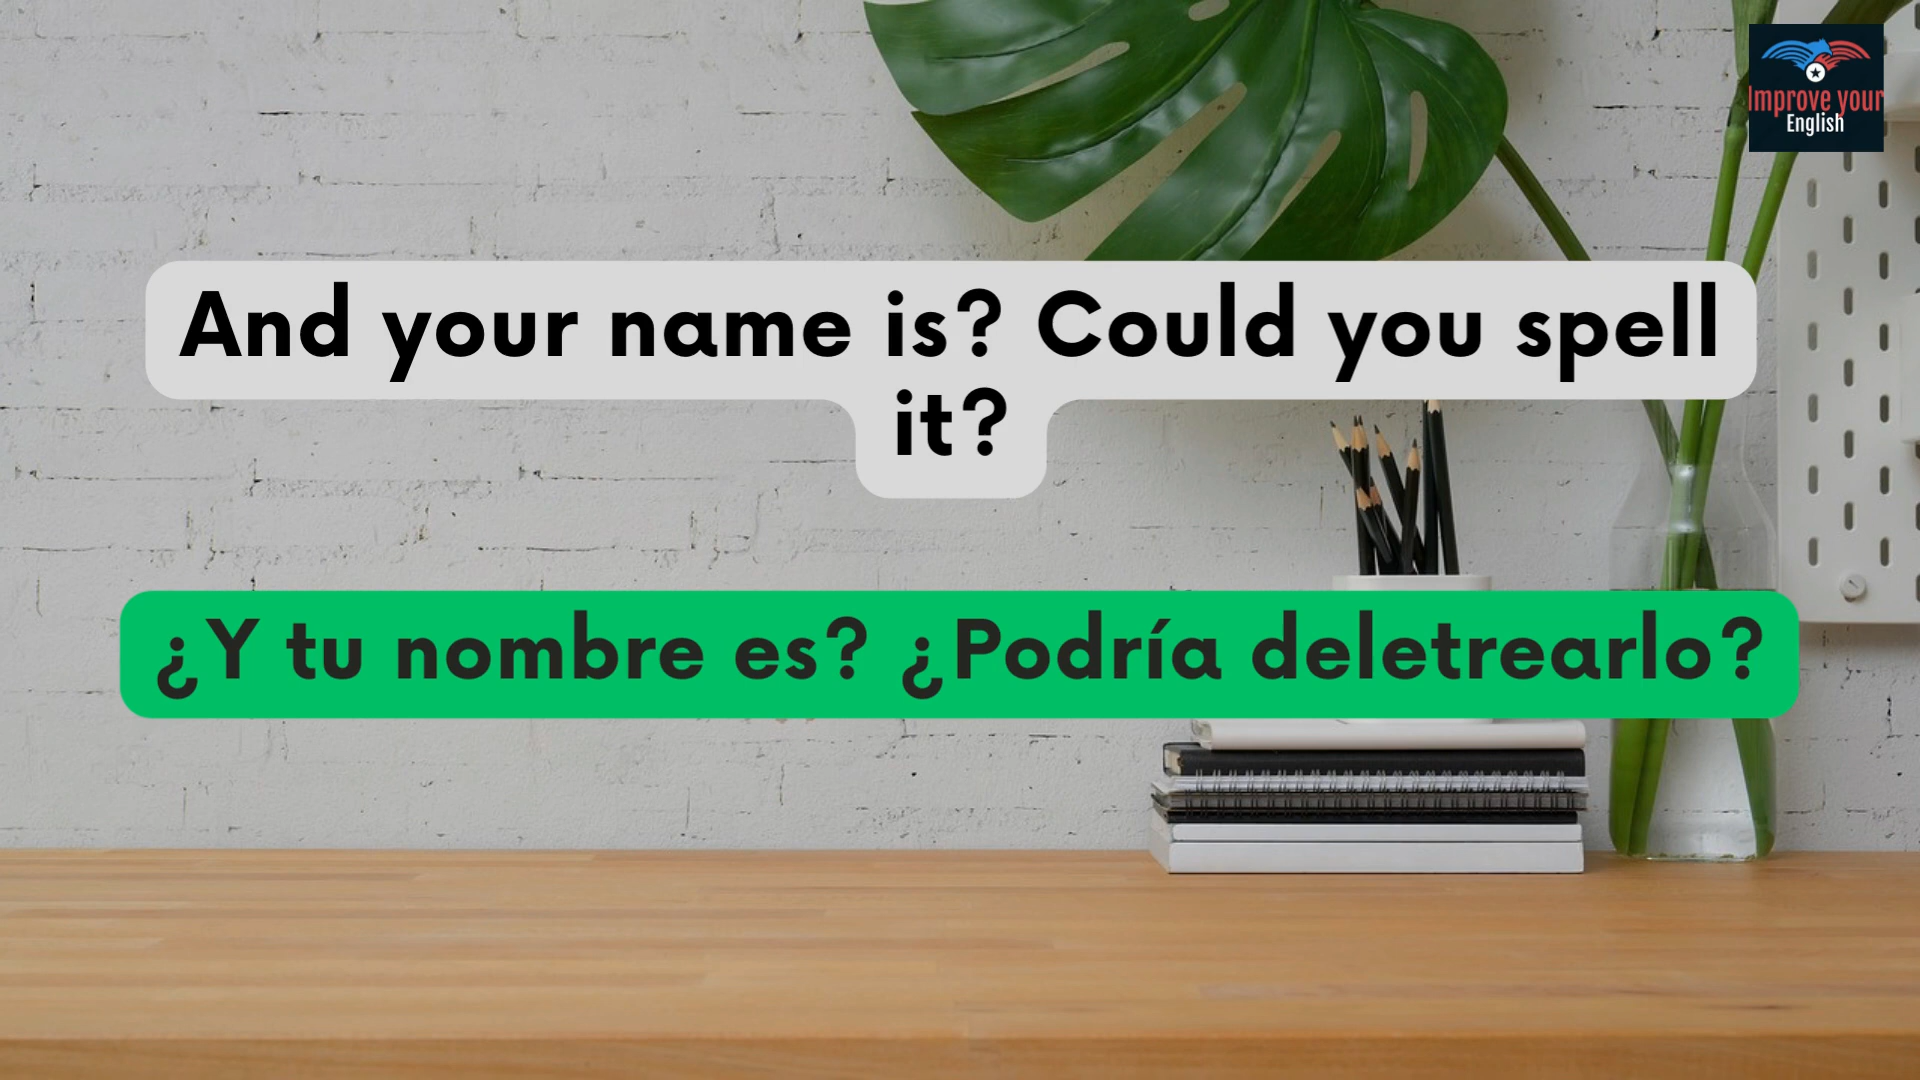 Improve your
English
And your name is? Could you spell
it?
¿Y tu nombre es? ¿Podría deletrearlo?